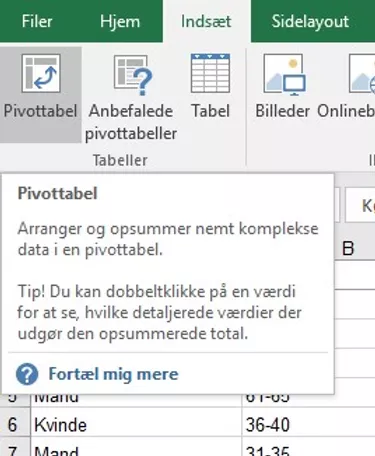 Filer Hjem Indsæt Sidelayout
Pivottabel Anbefalede Tabel Billeder
pivottabeller
Tabeller
Pivottabel
Arranger og opsummer nemt komplekse
data i en pivottabel.
Tip! Du kan dobbeltklikke på en værdi
for at se, hvilke detaljerede værdier der
udgør den opsummerede total.
Fortæl mig mere
B
5 Mand 61-65
6 Kvinde 36-40
7 Mand 31-35